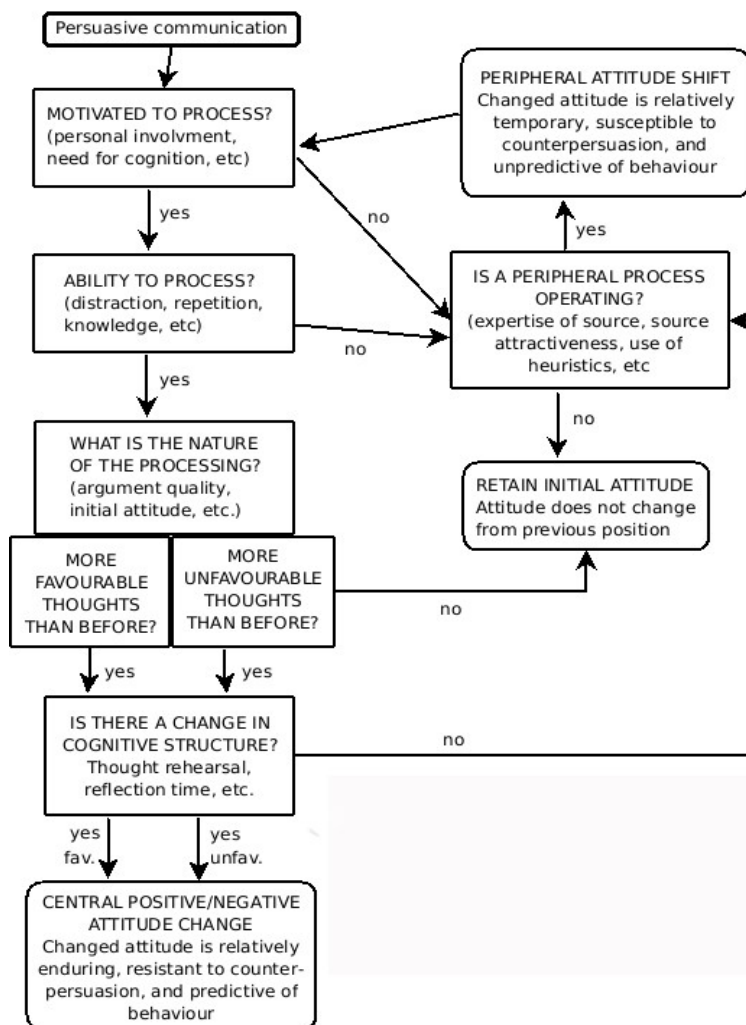 Persuasive communication
MOTIVATED TO PROCESS?
(personal involvment,
need for cognition, etc)
PERIPHERAL ATTITUDE SHIFT
Changed attitude is relatively
temporary, susceptible to
counterpersuasion, and
unpredictive of behaviour
yes
no
yes
ABILITY TO PROCESS?
(distraction, repetition,
knowledge, etc)
IS A PERIPHERAL PROCESS
OPERATING?
(expertise of source, source
attractiveness, use of
heuristics, etc
no
yes
no
WHAT IS THE NATURE
OF THE PROCESSING?
(argument quality,
initial attitude, etc.)
RETAIN INITIAL ATTITUDE
Attitude does not change
from previous position
MORE
FAVOURABLE
THOUGHTS
THAN BEFORE?
MORE
UNFAVOURABLE
THOUGHTS
THAN BEFORE?
no
yes
yes
IS THERE A CHANGE IN
COGNITIVE STRUCTURE?
Thought rehearsal,
reflection time, etc.
no
yes
fav.
yes
unfav.
CENTRAL POSITIVE/NEGATIVE
ATTITUDE CHANGE
Changed attitude is relatively
enduring, resistant to counter-
persuasion, and predictive of
behaviour